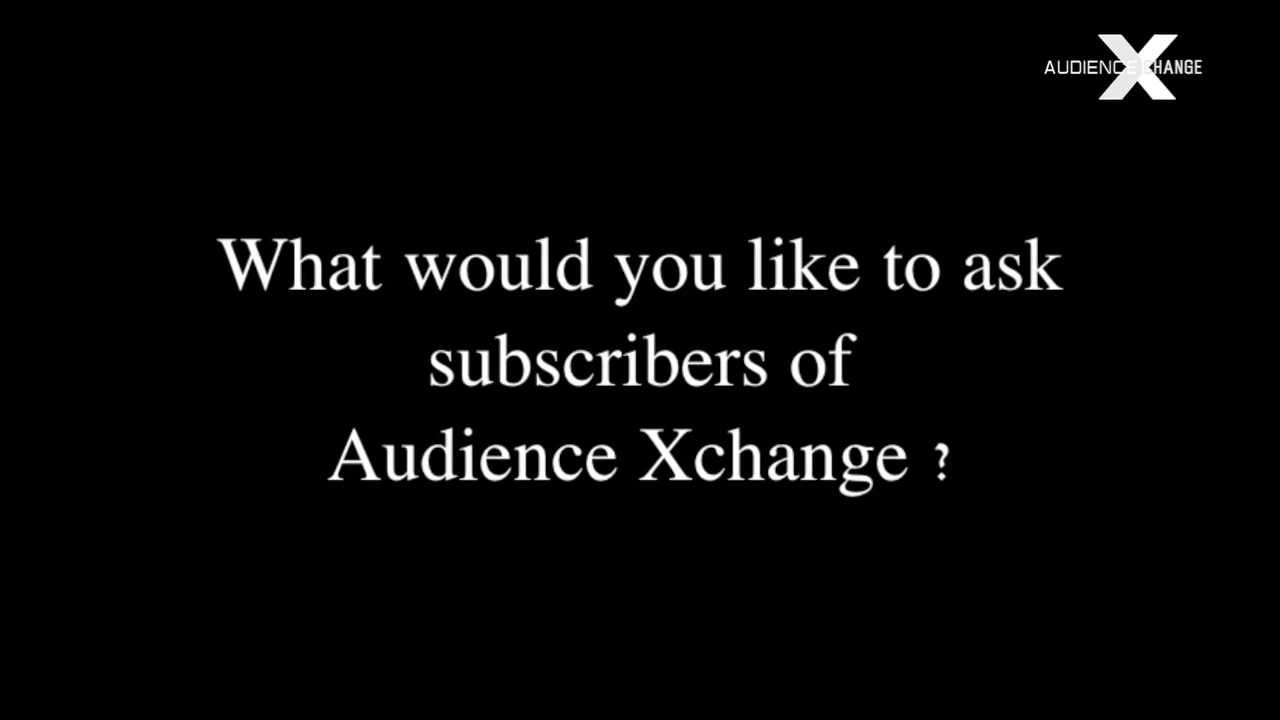 AUDIENCE XCHANGE
What would you like to ask
subscribers of
Audience Xchange ?